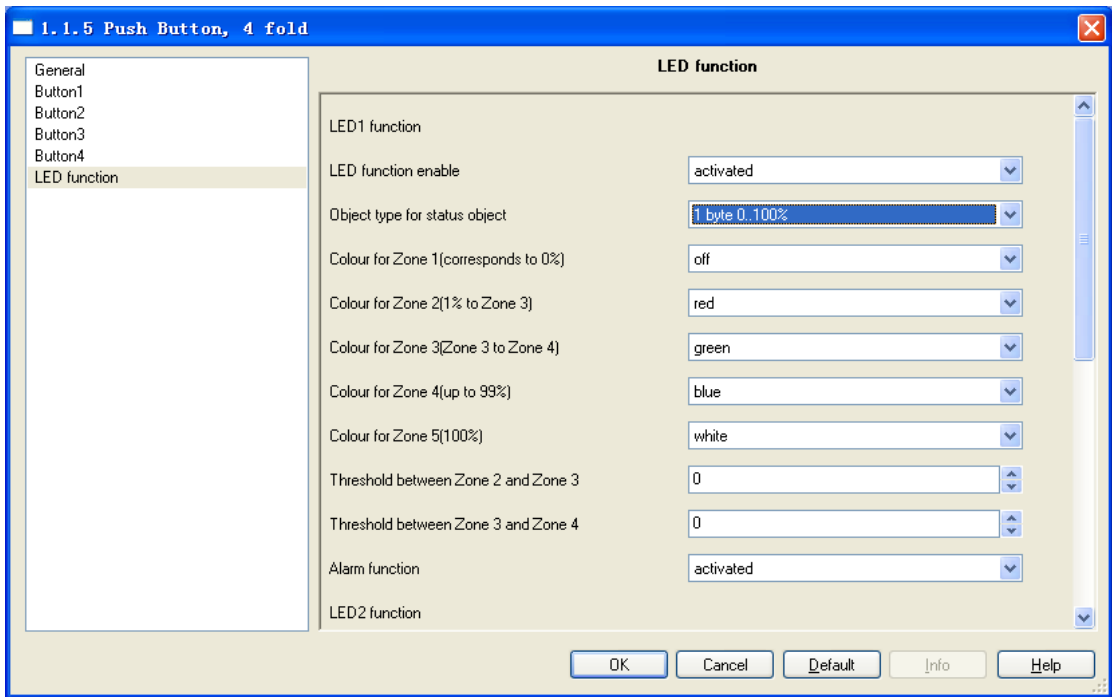 1.1.5 Push Button, 4 fold
General
Button1
Button2
Button3
Button4
LED function
LED function
LED1 function
LED function enable activated
Object type for status object 1 byte 0..100%
Colour for Zone 1(corresponds to 0%) off
Colour for Zone 2(1% to Zone 3) red
Colour for Zone 3(Zone 3 to Zone 4) green
Colour for Zone 4(up to 99%) blue
Colour for Zone 5(100%) white
Threshold between Zone 2 and Zone 3 0
Threshold between Zone 3 and Zone 4 0
Alarm function activated
LED2 function
OK Cancel Default Info Help